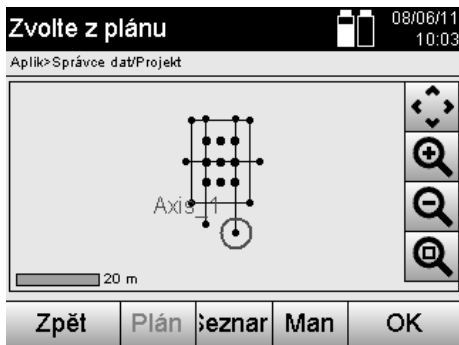 Zvolte z plánu
08/06/11
10:03
Aplik>Správce dat/Projekt
Axis_1
20 m
Zpět Plán Seznar Man OK